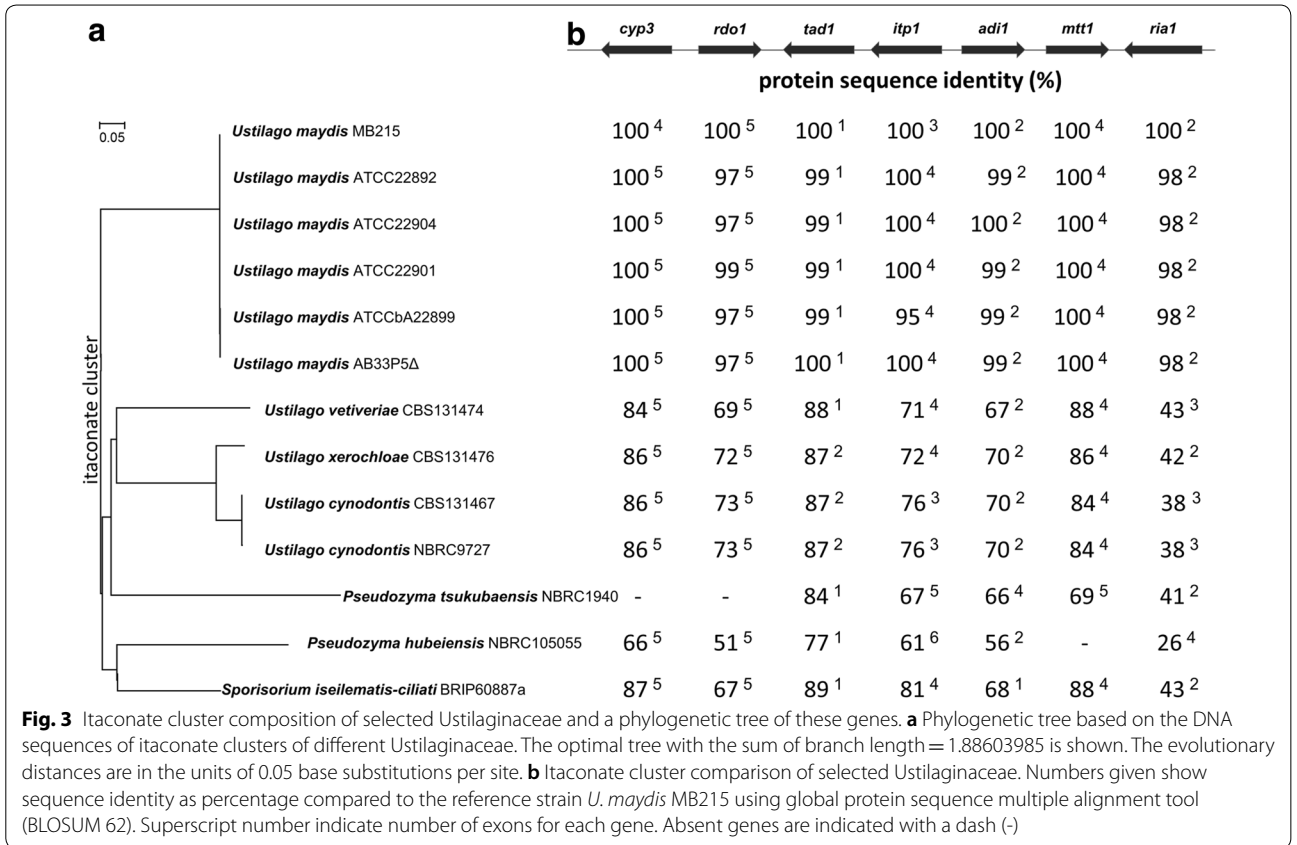 a
b
cyp3 rdo1 tad1 itp1 adi1 mtt1 ria1
protein sequence identity (%)
0.05
itaconate cluster
Ustilago maydis MB215 100 4 100 5 100 1 100 3 100 2 100 4 100 2
Ustilago maydis ATCC22892 100 5 97 5 99 1 100 4 99 2 100 4 98 2
Ustilago maydis ATCC22904 100 5 97 5 99 1 100 4 100 2 100 4 98 2
Ustilago maydis ATCC22901 100 5 99 5 99 1 100 4 99 2 100 4 98 2
Ustilago maydis ATCCbA22899 100 5 97 5 99 1 95 4 99 2 100 4 98 2
Ustilago maydis AB33P5Δ 100 5 97 5 100 1 100 4 99 2 100 4 98 2
Ustilago vetiveriae CBS131474 84 5 69 5 88 1 71 4 67 2 88 4 43 3
Ustilago xerochloae CBS131476 86 5 72 5 87 2 72 4 70 2 86 4 42 2
Ustilago cynodontis CBS131467 86 5 73 5 87 2 76 3 70 2 84 4 38 3
Ustilago cynodontis NBRC9727 86 5 73 5 87 2 76 3 70 2 84 4 38 3
Pseudozyma tsukubaensis NBRC1940 - - 84 1 67 5 66 4 69 5 41 2
Pseudozyma hubeiensis NBRC105055 66 5 51 5 77 1 61 6 56 2 - 26 4
Sporisorium iseilematis-ciliati BRIP60887a 87 5 67 5 89 1 81 4 68 1 88 4 43 2
Fig. 3 Itaconate cluster composition of selected Ustilaginaceae and a phylogenetic tree of these genes. a Phylogenetic tree based on the DNA
sequences of itaconate clusters of different Ustilaginaceae. The optimal tree with the sum of branch length = 1.88603985 is shown. The evolutionary
distances are in the units of 0.05 base substitutions per site. b Itaconate cluster comparison of selected Ustilaginaceae. Numbers given show
sequence identity as percentage compared to the reference strain U. maydis MB215 using global protein sequence multiple alignment tool
(BLOSUM 62). Superscript number indicate number of exons for each gene. Absent genes are indicated with a dash (-)